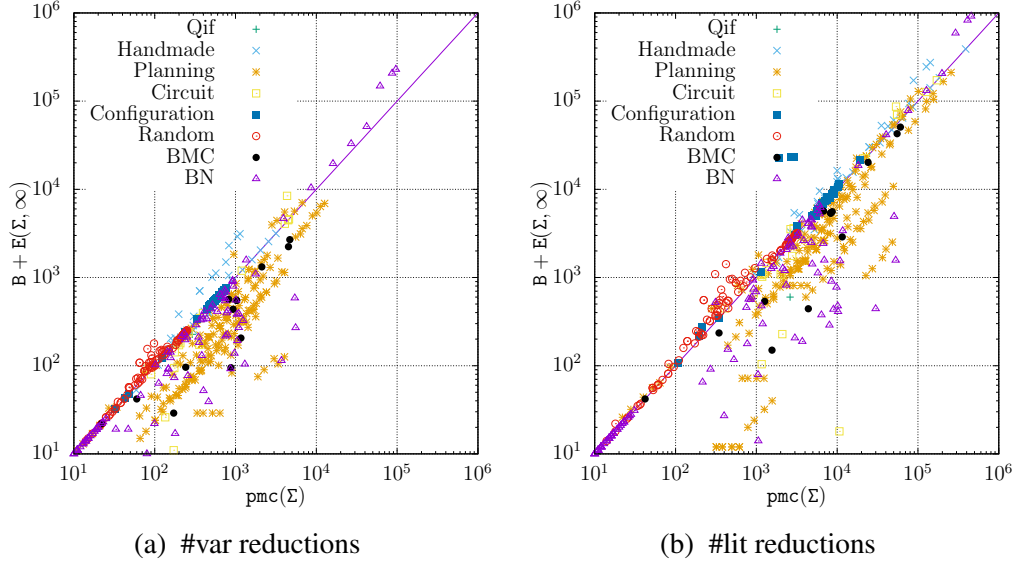 Qif
Handmade
Planning
Circuit
Configuration
Random
BMC
BN
10^6
10^5
10^4
10^3
10^2
10^1
B + E(Σ, ∞)
10^1 10^2 10^3 10^4 10^5 10^6
pmc(Σ)
(a) #var reductions
Qif
Handmade
Planning
Circuit
Configuration
Random
BMC
BN
10^6
10^5
10^4
10^3
10^2
10^1
B + E(Σ, ∞)
10^1 10^2 10^3 10^4 10^5 10^6
pmc(Σ)
(b) #lit reductions